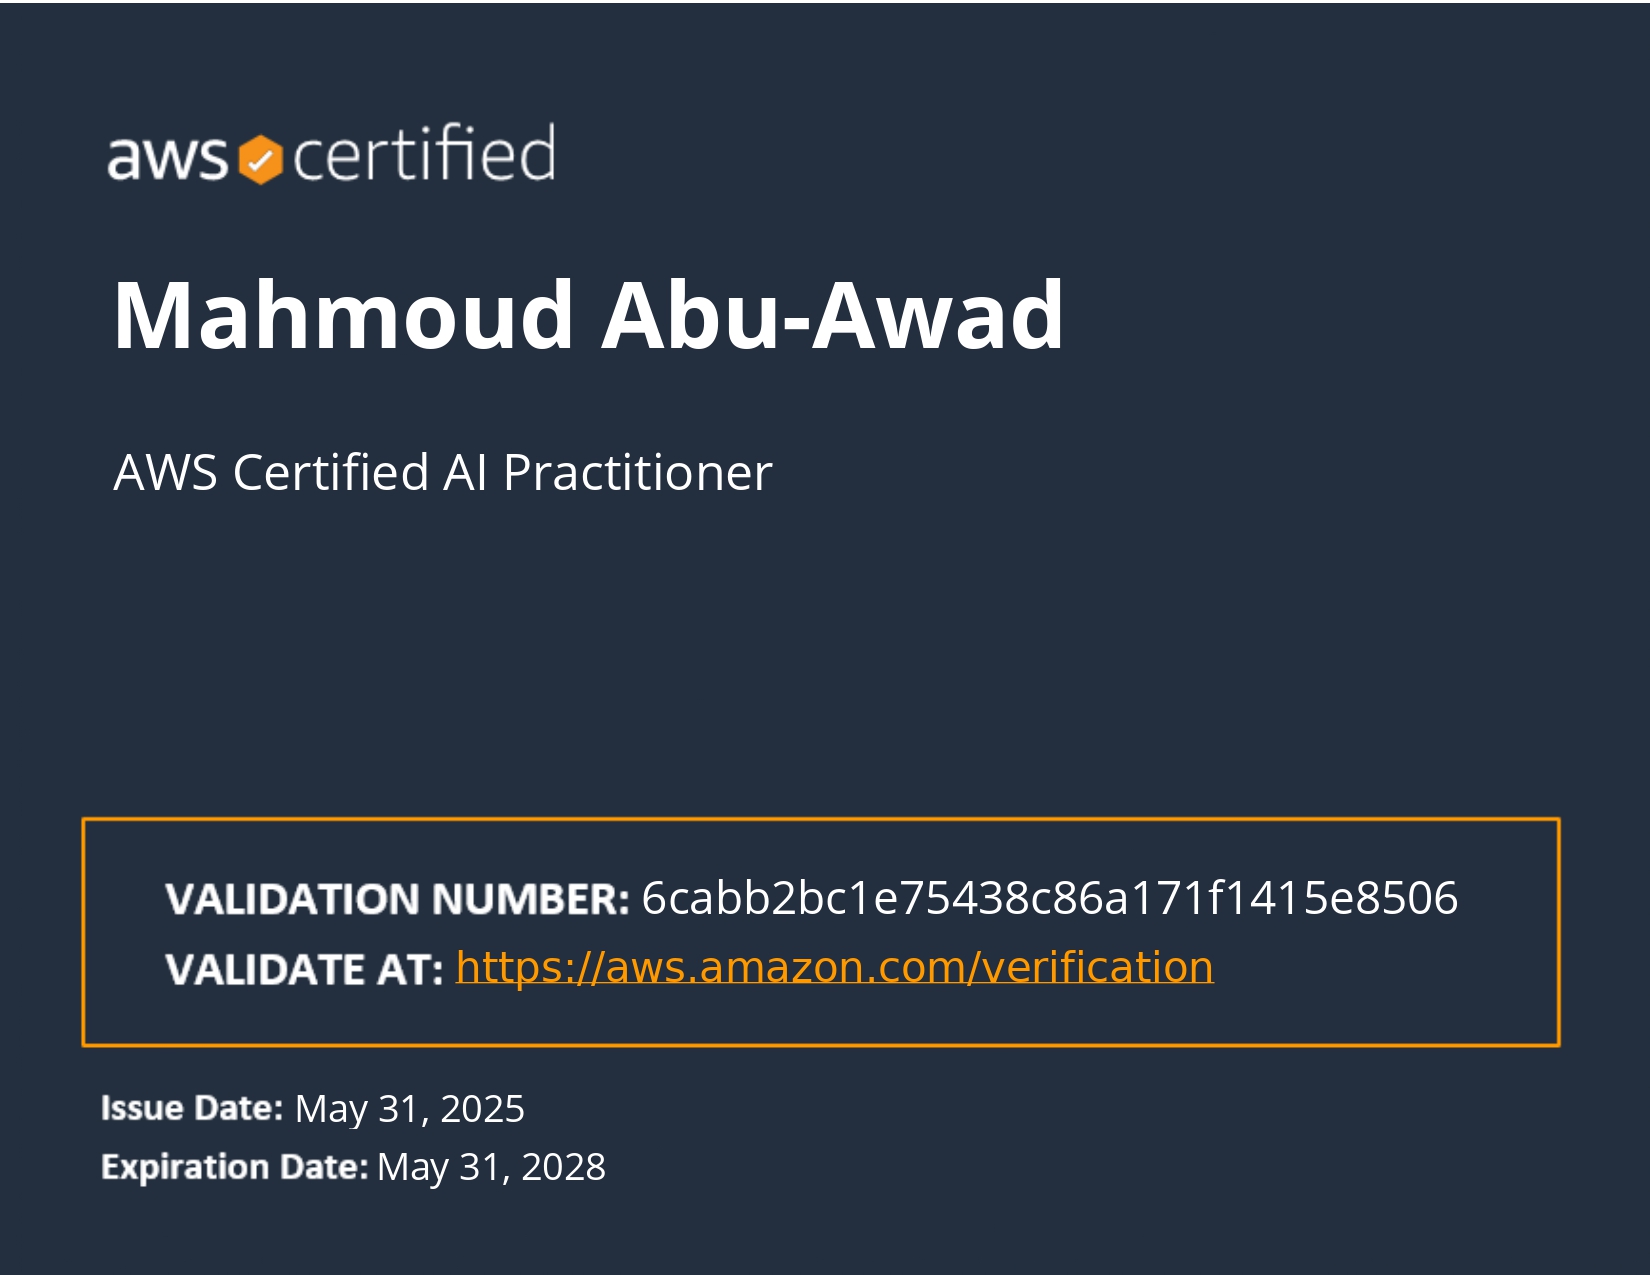 aws certified
Mahmoud Abu-Awad
AWS Certified AI Practitioner
VALIDATION NUMBER: 6cabb2bc1e75438c86a171f1415e8506
VALIDATE AT: https://aws.amazon.com/verification
Issue Date: May 31, 2025
Expiration Date: May 31, 2028